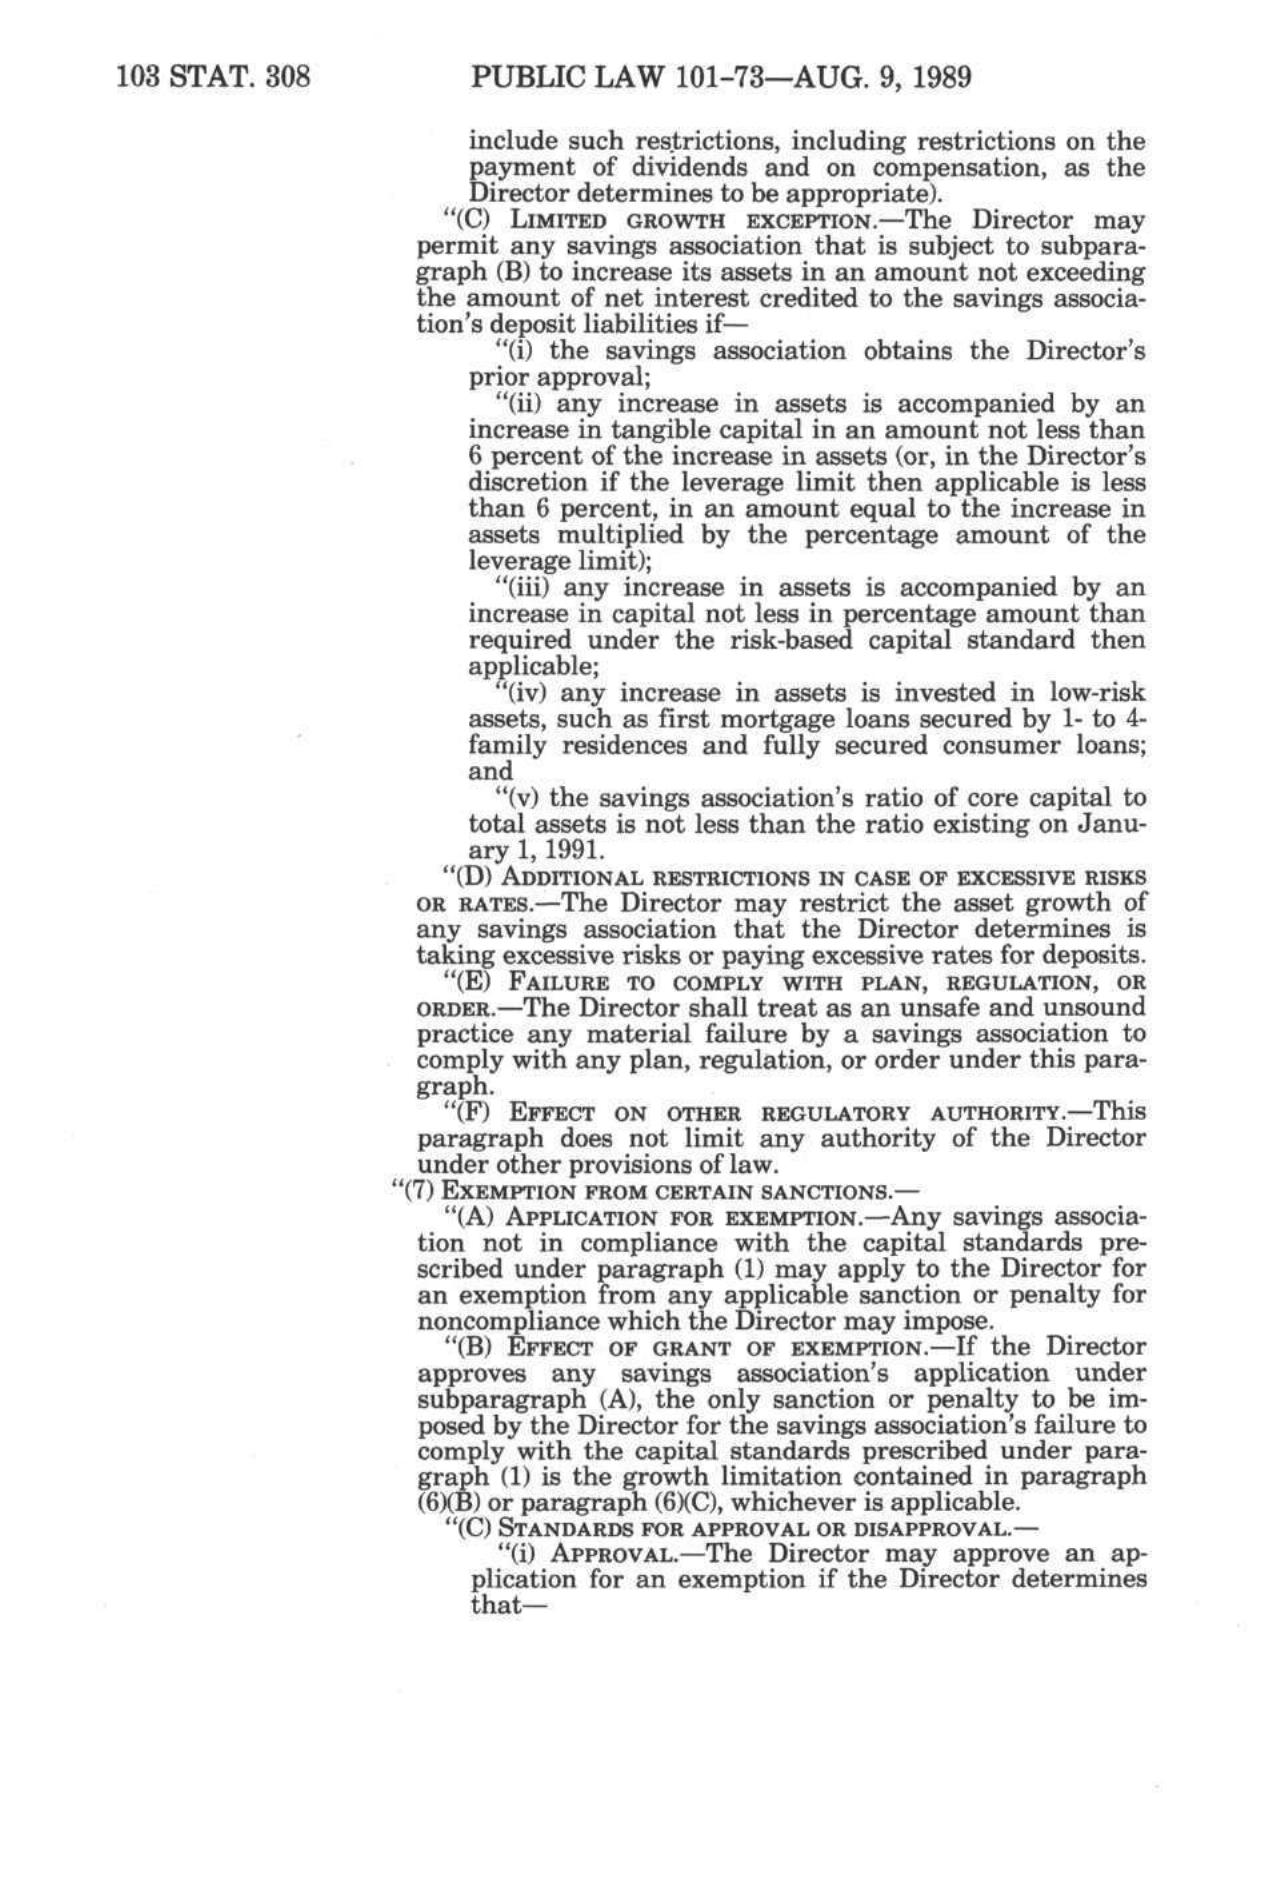 103 STAT. 308 PUBLIC LAW 101-73—AUG. 9, 1989
include such restrictions, including restrictions on the
payment of dividends and on compensation, as the
Director determines to be appropriate).
“(C) LIMITED GROWTH EXCEPTION.—The Director may
permit any savings association that is subject to subpara-
graph (B) to increase its assets in an amount not exceeding
the amount of net interest credited to the savings associa-
tion's deposit liabilities if—
“(i) the savings association obtains the Director's
prior approval;
“(ii) any increase in assets is accompanied by an
increase in tangible capital in an amount not less than
6 percent of the increase in assets (or, in the Director's
discretion if the leverage limit then applicable is less
than 6 percent, in an amount equal to the increase in
assets multiplied by the percentage amount of the
leverage limit);
“(iii) any increase in assets is accompanied by an
increase in capital not less in percentage amount than
required under the risk-based capital standard then
applicable;
“(iv) any increase in assets is invested in low-risk
assets, such as first mortgage loans secured by 1- to 4-
family residences and fully secured consumer loans;
and
“(v) the savings association's ratio of core capital to
total assets is not less than the ratio existing on Janu-
ary 1, 1991.
“(D) ADDITIONAL RESTRICTIONS IN CASE OF EXCESSIVE RISKS
OR RATES.—The Director may restrict the asset growth of
any savings association that the Director determines is
taking excessive risks or paying excessive rates for deposits.
“(E) FAILURE TO COMPLY WITH PLAN, REGULATION, OR
ORDER.—The Director shall treat as an unsafe and unsound
practice any material failure by a savings association to
comply with any plan, regulation, or order under this para-
graph.
“(F) EFFECT ON OTHER REGULATORY AUTHORITY.—This
paragraph does not limit any authority of the Director
under other provisions of law.
“(7) EXEMPTION FROM CERTAIN SANCTIONS.—
“(A) APPLICATION FOR EXEMPTION.—Any savings associa-
tion not in compliance with the capital standards pre-
scribed under paragraph (1) may apply to the Director for
an exemption from any applicable sanction or penalty for
noncompliance which the Director may impose.
“(B) EFFECT OF GRANT OF EXEMPTION.—If the Director
approves any savings association's application under
subparagraph (A), the only sanction or penalty to be im-
posed by the Director for the savings association's failure to
comply with the capital standards prescribed under para-
graph (1) is the growth limitation contained in paragraph
(6)(B) or paragraph (6)(C), whichever is applicable.
“(C) STANDARDS FOR APPROVAL OR DISAPPROVAL.—
“(i) APPROVAL.—The Director may approve an ap-
plication for an exemption if the Director determines
that—